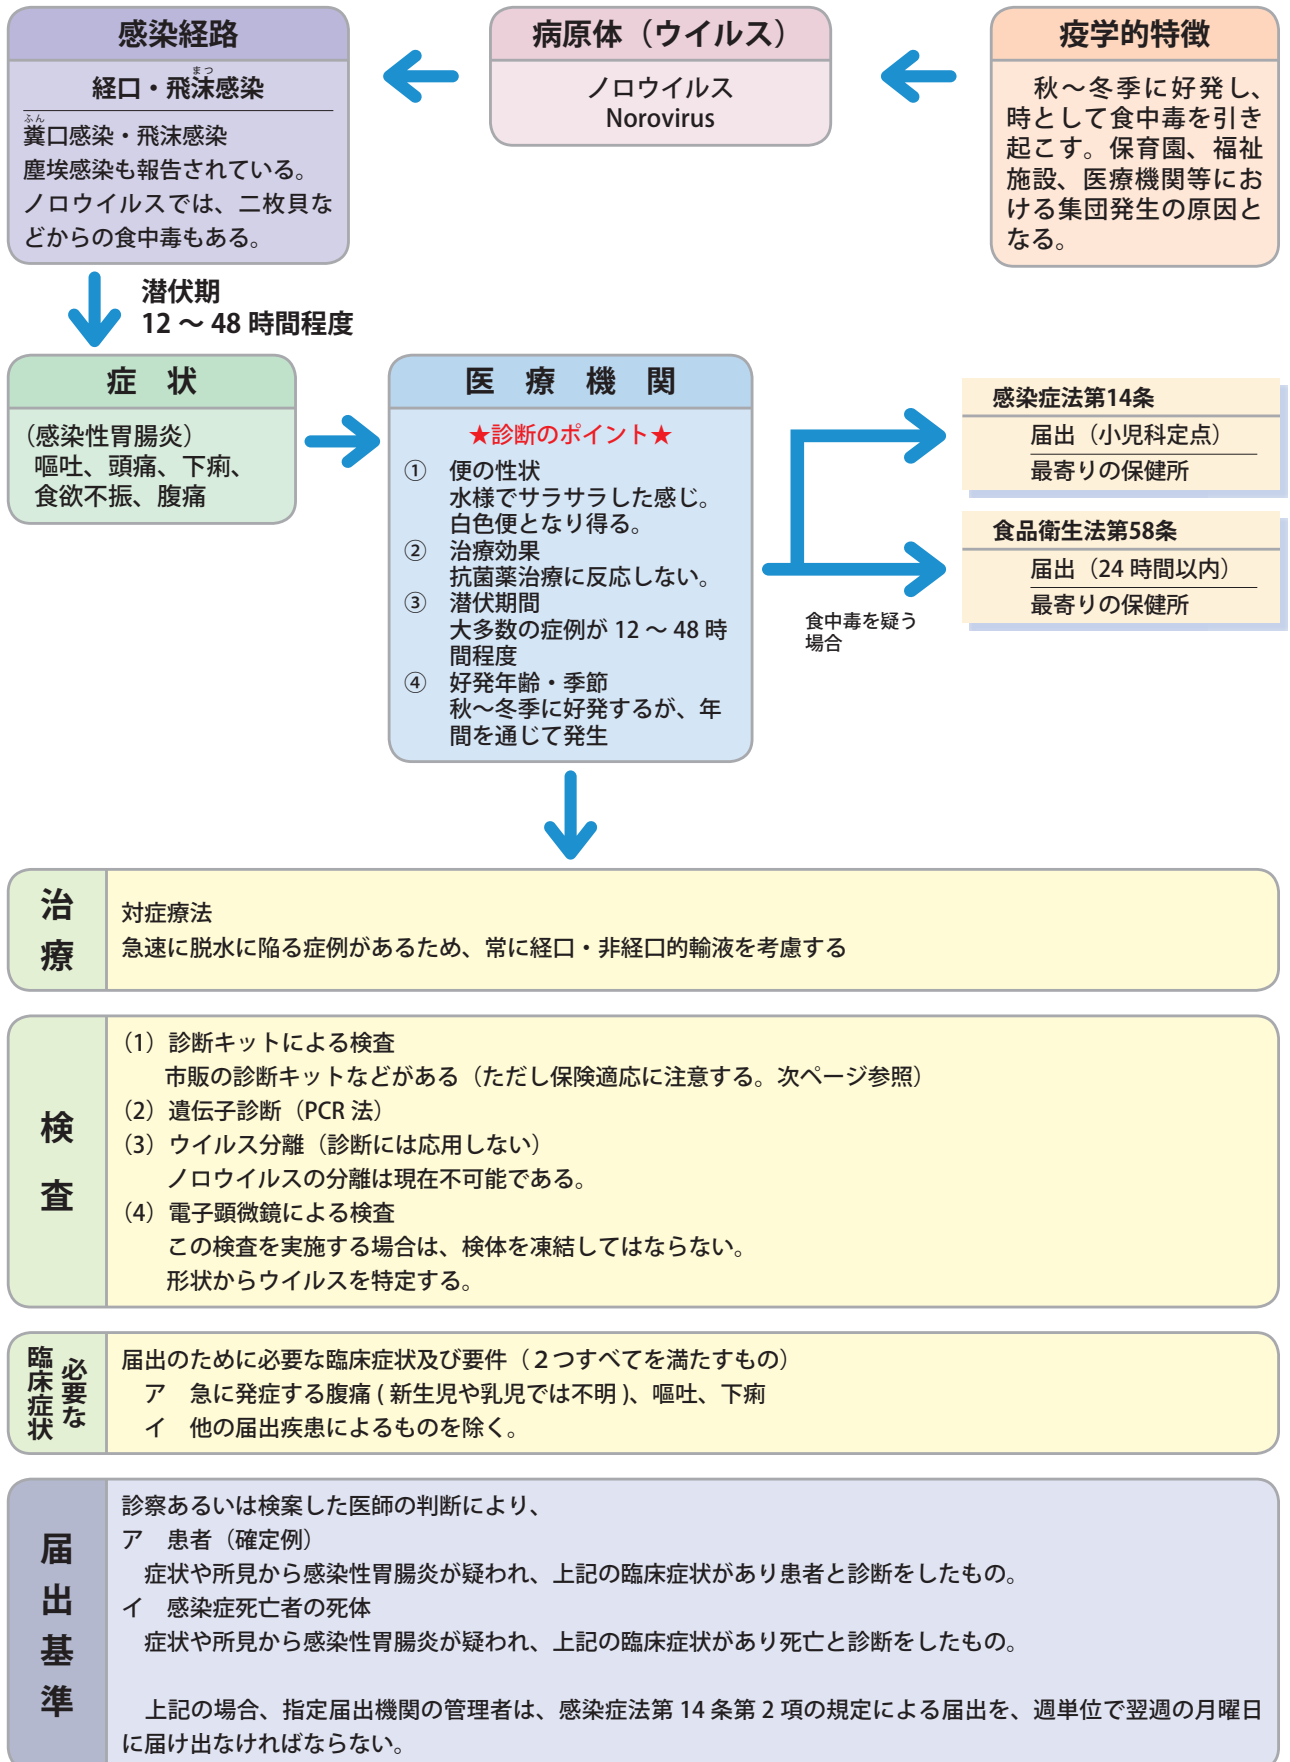 感染経路
経口・飛沫感染
まつ
糞口感染・飛沫感染
ふん
塵埃感染も報告されている。
ノロウイルスでは、二枚貝な
どからの食中毒もある。
病原体（ウイルス）
ノロウイルス
Norovirus
疫学的特徴
秋～冬季に好発し、
時として食中毒を引き
起こす。保育園、福祉
施設、医療機関等にお
ける集団発生の原因と
なる。
潜伏期
12 ～ 48 時間程度
症　状
（感染性胃腸炎）
嘔吐、頭痛、下痢、
食欲不振、腹痛
医　療　機　関
★診断のポイント★
①　便の性状
水様でサラサラした感じ。
白色便となり得る。
②　治療効果
抗菌薬治療に反応しない。
③　潜伏期間
大多数の症例が 12 ～ 48 時
間程度
④　好発年齢・季節
秋～冬季に好発するが、年
間を通じて発生
感染症法第14条
届出（小児科定点）
最寄りの保健所
食品衛生法第58条
届出（24 時間以内）
最寄りの保健所
食中毒を疑う
場合
治療
対症療法
急速に脱水に陥る症例があるため、常に経口・非経口的輸液を考慮する
検査
（1）診断キットによる検査
市販の診断キットなどがある（ただし保険適応に注意する。次ページ参照）
（2）遺伝子診断（PCR 法）
（3）ウイルス分離（診断には応用しない）
ノロウイルスの分離は現在不可能である。
（4）電子顕微鏡による検査
この検査を実施する場合は、検体を凍結してはならない。
形状からウイルスを特定する。
必要な
臨床症状
届出のために必要な臨床症状及び要件（２つすべてを満たすもの）
ア　急に発症する腹痛 ( 新生児や乳児では不明 )、嘔吐、下痢
イ　他の届出疾患によるものを除く。
届出基準
診察あるいは検案した医師の判断により、
ア　患者（確定例）
症状や所見から感染性胃腸炎が疑われ、上記の臨床症状があり患者と診断をしたもの。
イ　感染症死亡者の死体
症状や所見から感染性胃腸炎が疑われ、上記の臨床症状があり死亡と診断をしたもの。
上記の場合、指定届出機関の管理者は、感染症法第 14 条第 2 項の規定による届出を、週単位で翌週の月曜日
に届け出なければならない。